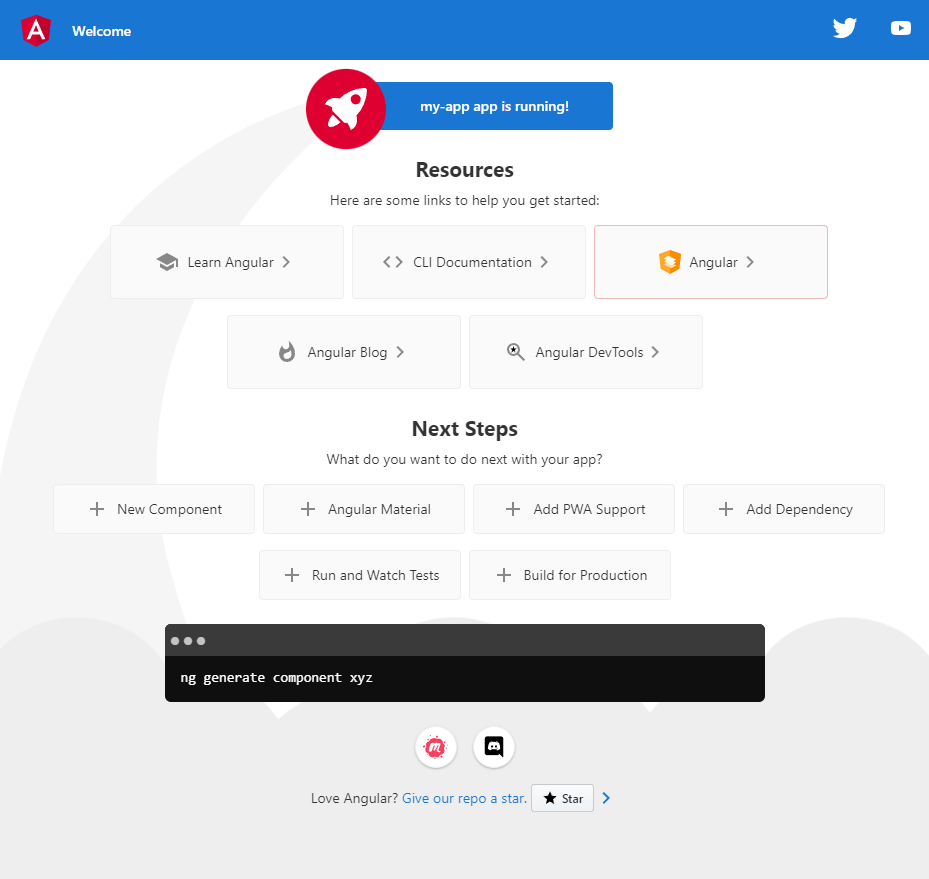 Welcome
my-app app is running!
Resources
Here are some links to help you get started:
Learn Angular
CLI Documentation
Angular
Angular Blog
Angular DevTools
Next Steps
What do you want to do next with your app?
New Component
Angular Material
Add PWA Support
Add Dependency
Run and Watch Tests
Build for Production
ng generate component xyz
Love Angular? Give our repo a star. Star